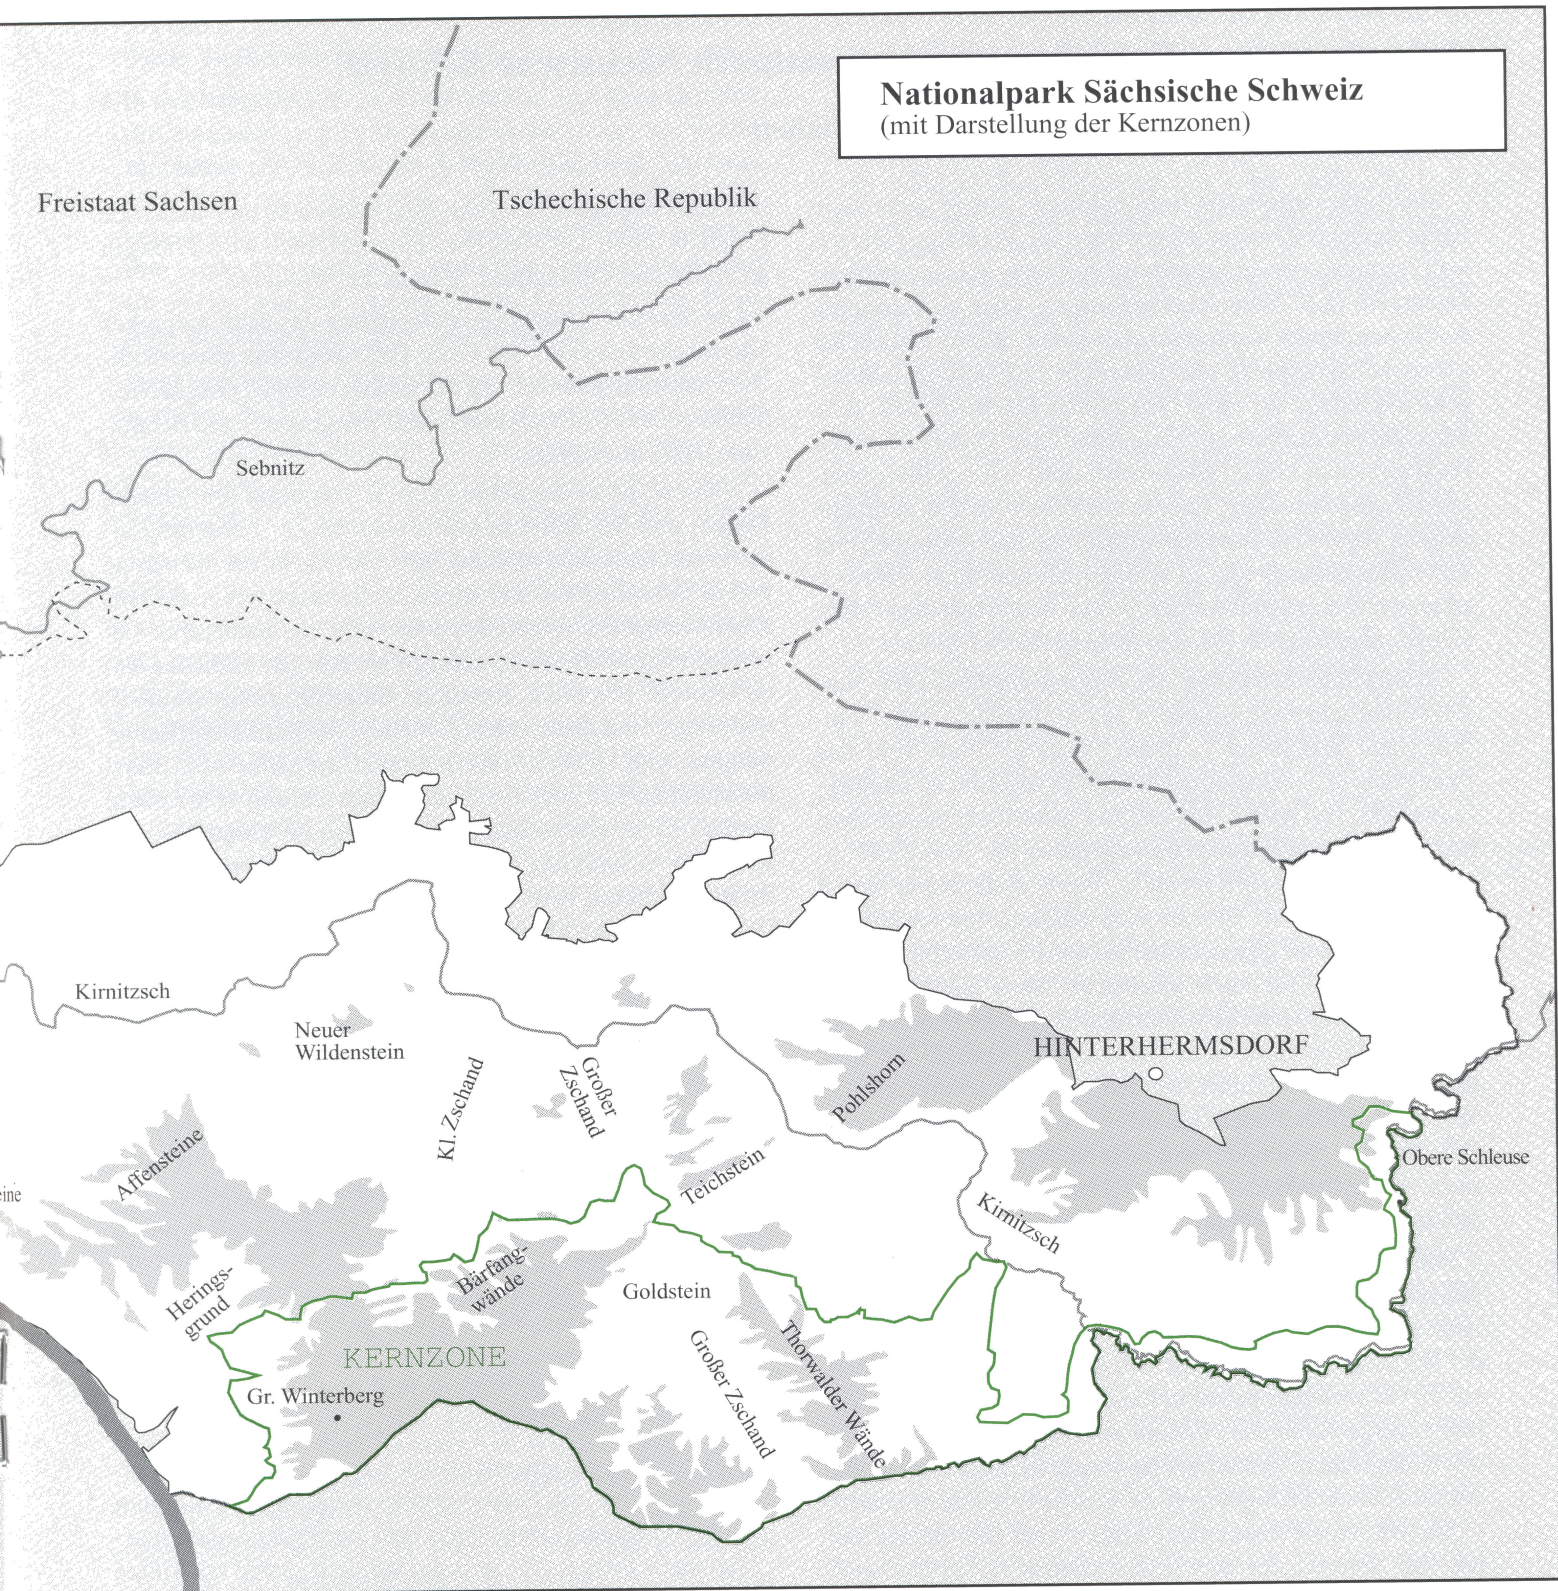 Nationalpark Sächsische Schweiz
(mit Darstellung der Kernzonen)
Freistaat Sachsen
Tschechische Republik
Sebnitz
Kirnitzsch
Neuer
Wildenstein
Kl. Zschand
Großer
Zschand
Pohlshorn
HINTERHERMSDORF
Affensteine
Teichstein
Obere Schleuse
eine
Kirnitzsch
Herings-
grund
Bärfang-
wände
Goldstein
KERNZONE
Gr. Winterberg
Großer Zschand
Thorwalder Wände